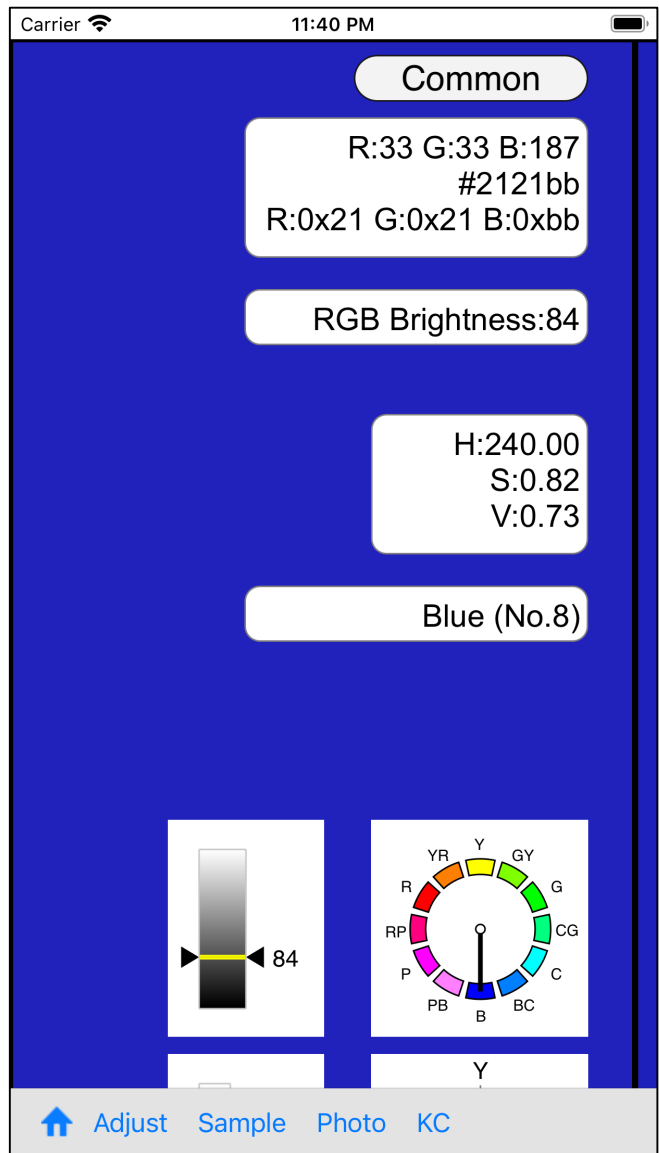 Carrier 11:40 PM
Common
R:33 G:33 B:187
#2121bb
R:0x21 G:0x21 B:0xbb
RGB Brightness:84
H:240.00
S:0.82
V:0.73
Blue (No.8)
84
Y
YR GY
R G
RP CG
P C
PB BC
B
Y
Adjust Sample Photo KC